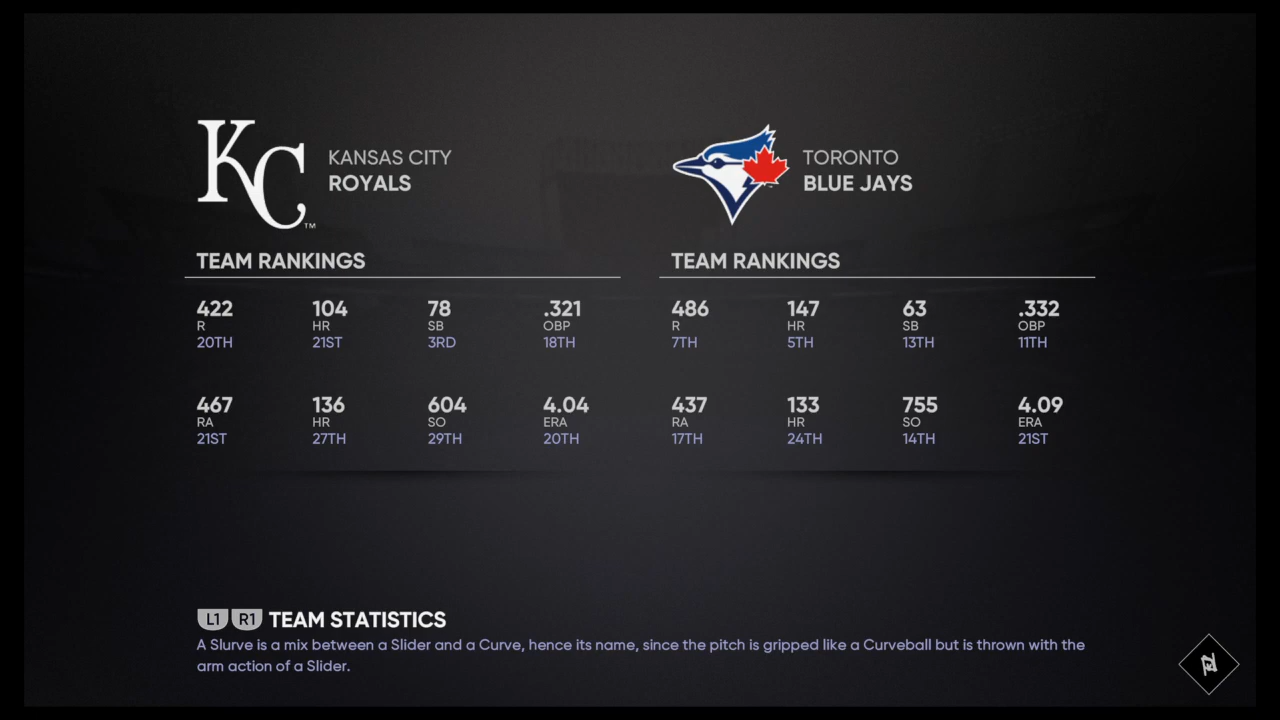 KC
TM
KANSAS CITY
ROYALS
TORONTO
BLUE JAYS
TEAM RANKINGS
TEAM RANKINGS
422 104 78 .321
R HR SB OBP
20TH 21ST 3RD 18TH
486 147 63 .332
R HR SB OBP
7TH 5TH 13TH 11TH
467 136 604 4.04
RA HR SO ERA
21ST 27TH 29TH 20TH
437 133 755 4.09
RA HR SO ERA
17TH 24TH 14TH 21ST
L1 R1 TEAM STATISTICS
A Slurve is a mix between a Slider and a Curve, hence its name, since the pitch is gripped like a Curveball but is thrown with the
arm action of a Slider.